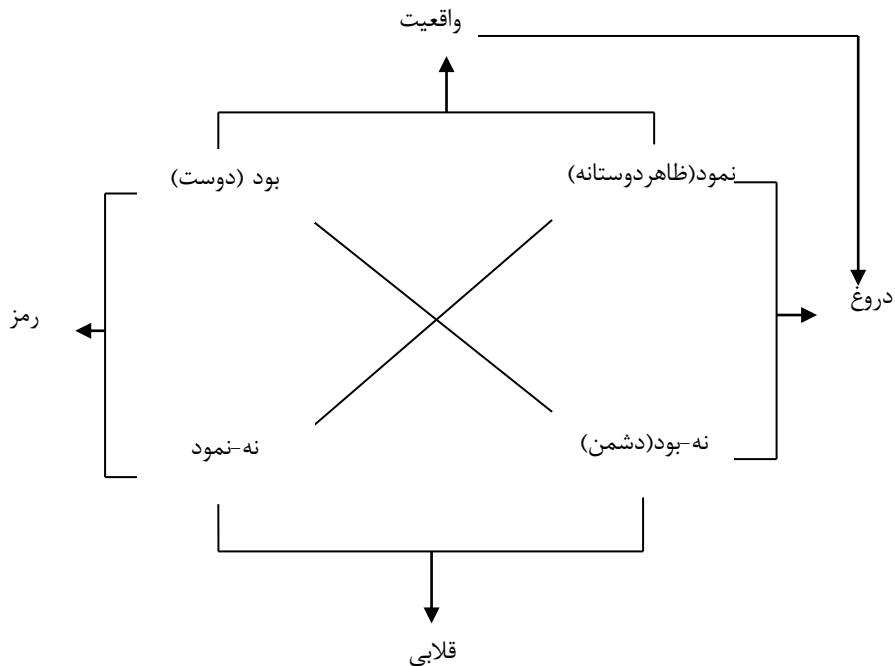 واقعیت
نمود(ظاهردوستانه)
بود (دوست)
دروغ
رمز
نه-بود(دشمن)
نه-نمود
قلابی